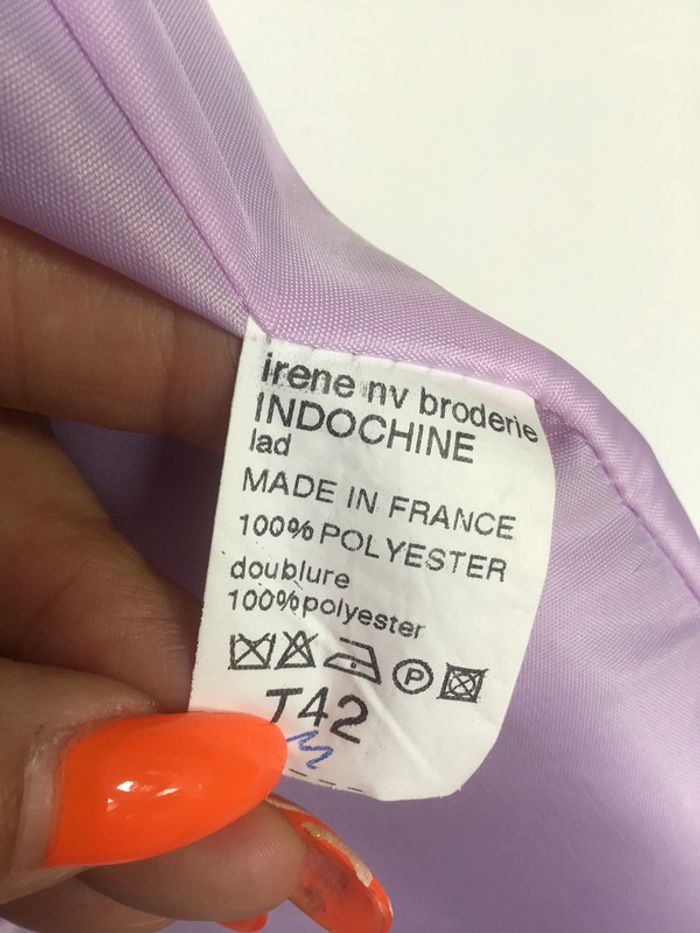 irene nv broderie
INDOCHINE
lad
MADE IN FRANCE
100% POLYESTER
doublure
100% polyester
P
T42